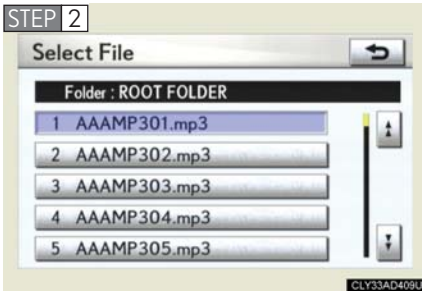 STEP 2
Select File
Folder : ROOT FOLDER
1 AAAMP301.mp3
2 AAAMP302.mp3
3 AAAMP303.mp3
4 AAAMP304.mp3
5 AAAMP305.mp3
CLY33AD409U